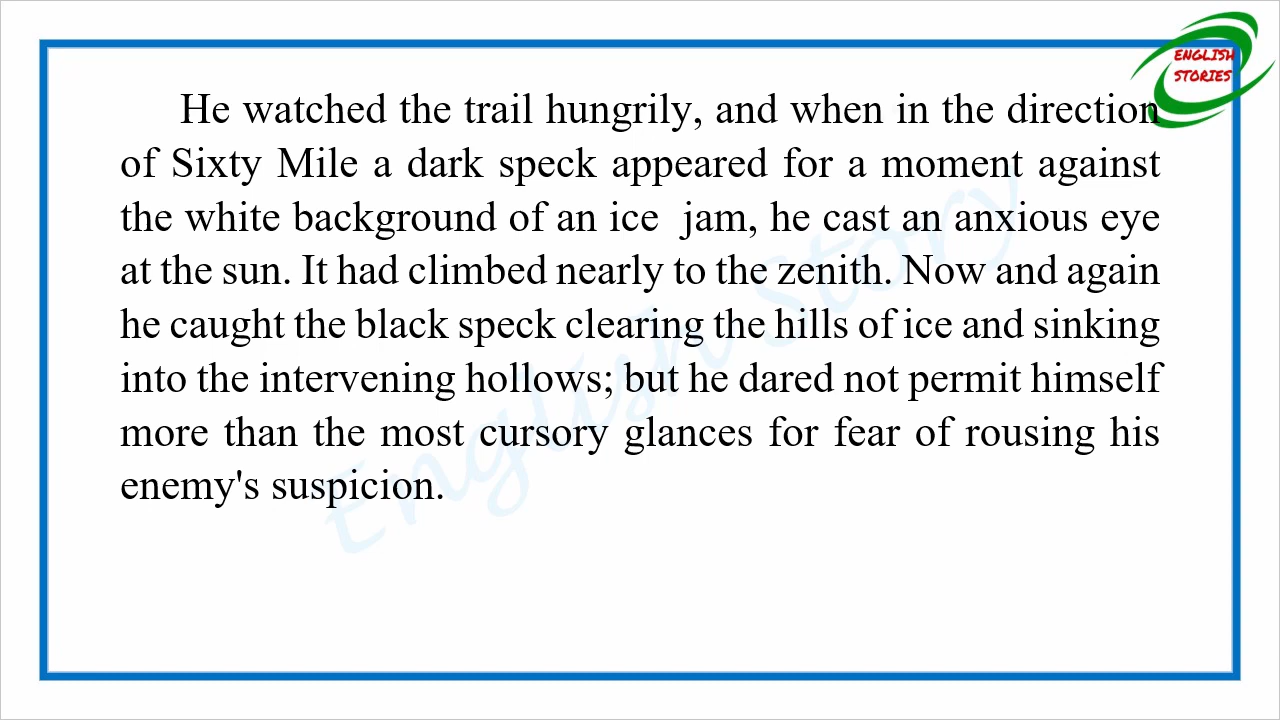 ENGLISH
STORIES
He watched the trail hungrily, and when in the direction
of Sixty Mile a dark speck appeared for a moment against
the white background of an ice  jam, he cast an anxious eye
at the sun. It had climbed nearly to the zenith. Now and again
he caught the black speck clearing the hills of ice and sinking
into the intervening hollows; but he dared not permit himself
more than the most cursory glances for fear of rousing his
enemy's suspicion.
English Story